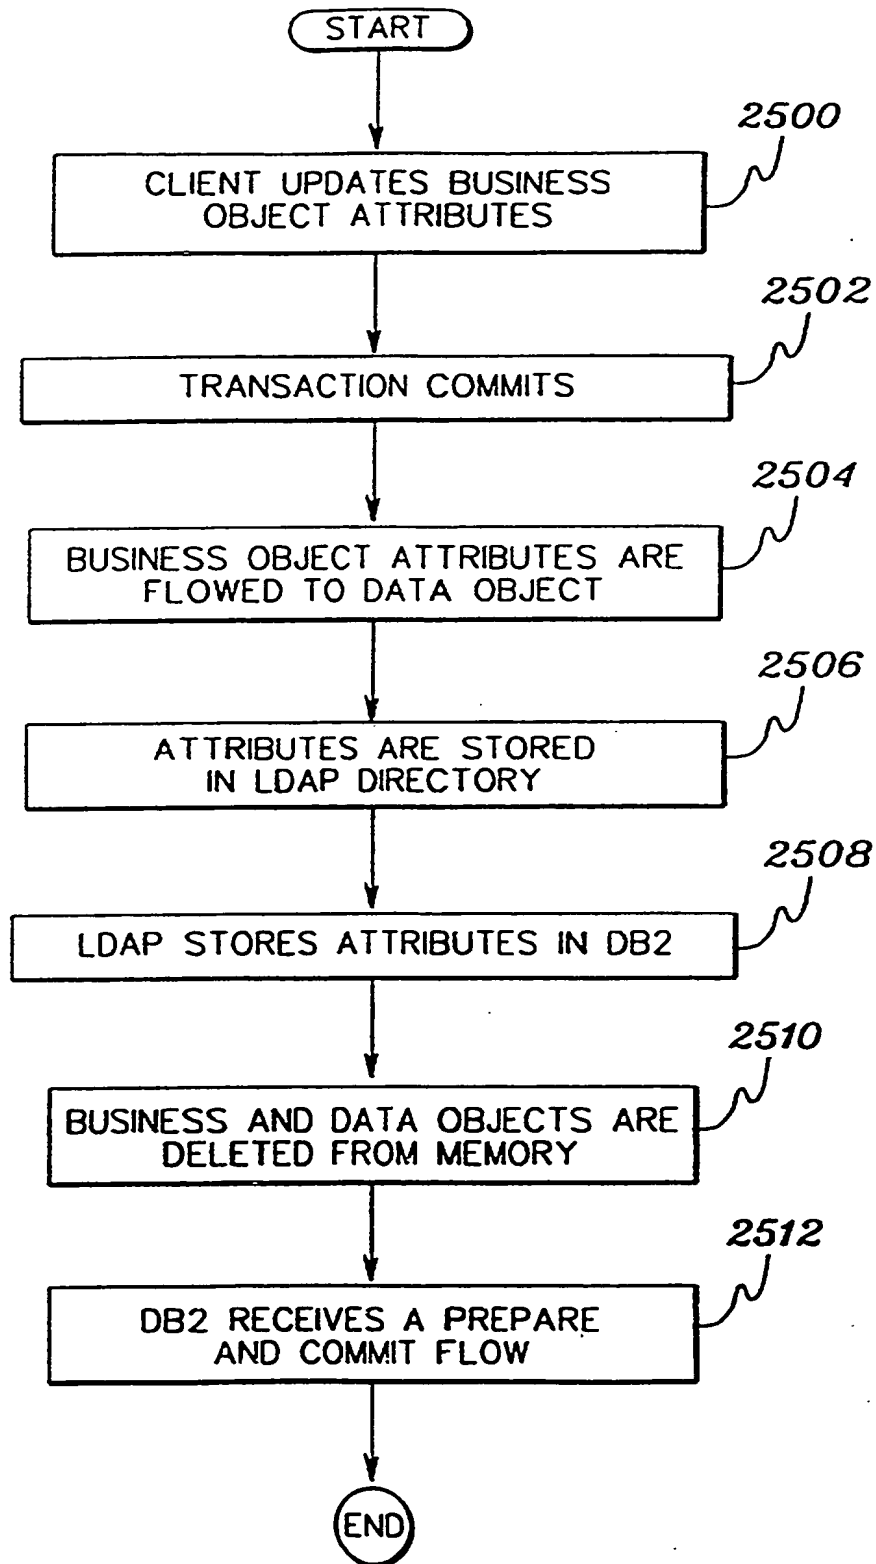 START
2500
CLIENT UPDATES BUSINESS
OBJECT ATTRIBUTES
2502
TRANSACTION COMMITS
2504
BUSINESS OBJECT ATTRIBUTES ARE
FLOWED TO DATA OBJECT
2506
ATTRIBUTES ARE STORED
IN LDAP DIRECTORY
2508
LDAP STORES ATTRIBUTES IN DB2
2510
BUSINESS AND DATA OBJECTS ARE
DELETED FROM MEMORY
2512
DB2 RECEIVES A PREPARE
AND COMMIT FLOW
END